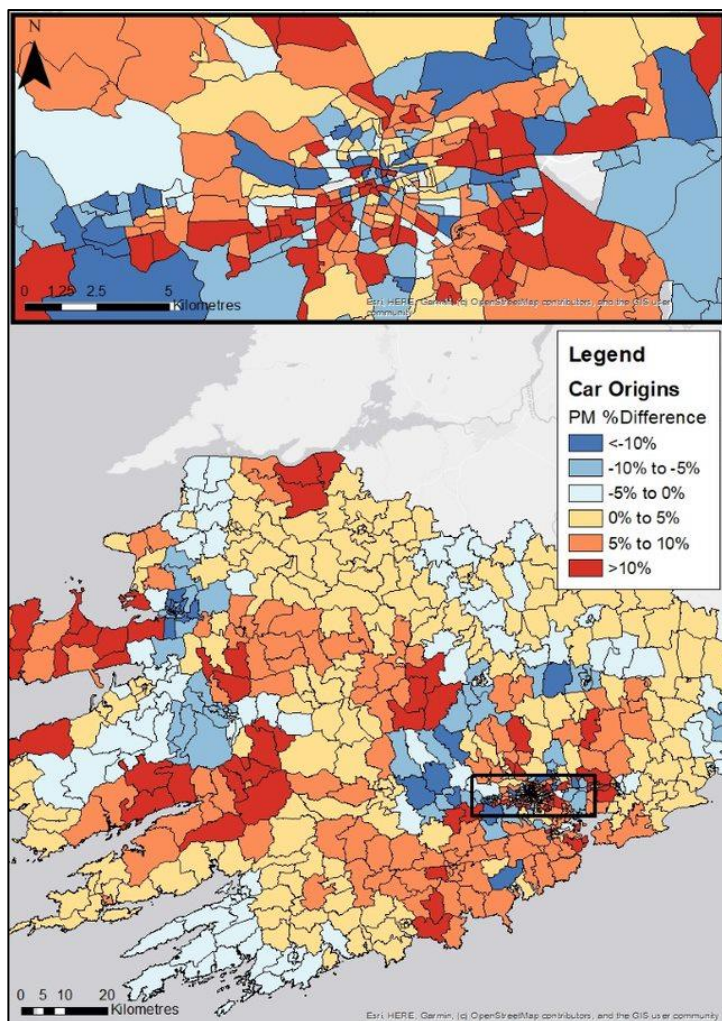 N
0 1.25 2.5 5
Kilometres
Esri, HERE, Garmin, (c) OpenStreetMap contributors, and the GIS user
community
Legend
Car Origins
PM %Difference
<-10%
-10% to -5%
-5% to 0%
0% to 5%
5% to 10%
>10%
0 5 10 20
Kilometres
Esri, HERE, Garmin, (c) OpenStreetMap contributors, and the GIS user community